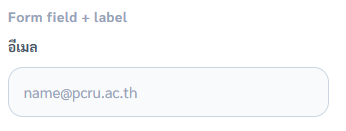 Form field + label
อีเมล
name@pcru.ac.th